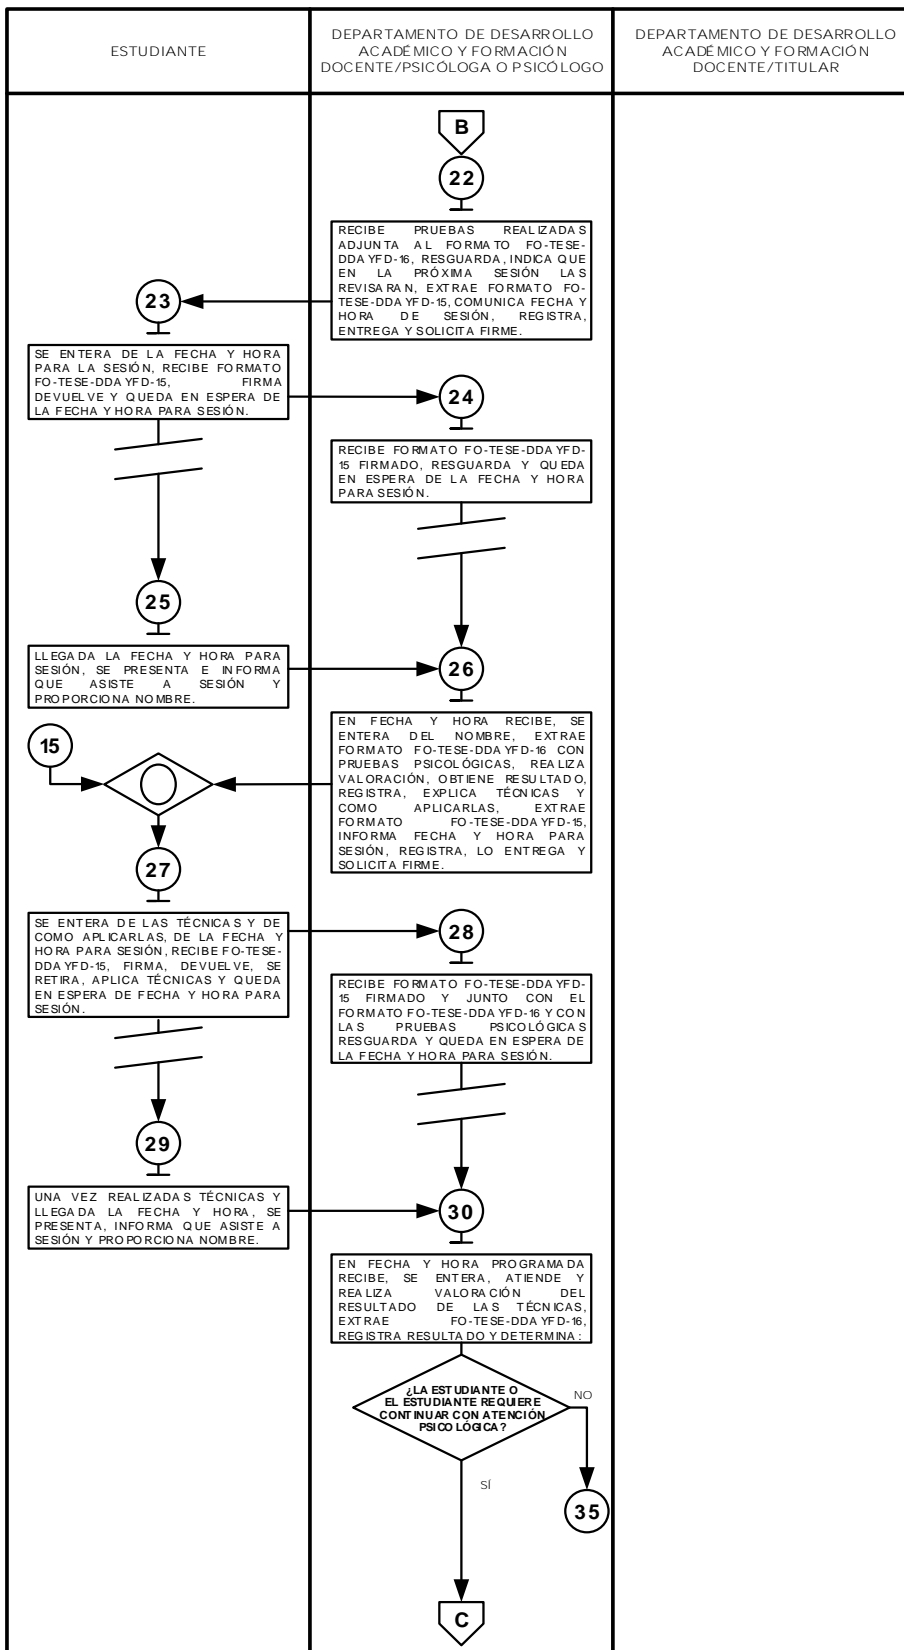 ESTUDIANTE
DEPARTAMENTO DE DESARROLLO
ACADÉMICO Y FORMACIÓN
DOCENTE/PSICÓLOGA O PSICÓLOGO
DEPARTAMENTO DE DESARROLLO
ACADÉMICO Y FORMACIÓN
DOCENTE/TITULAR
B
22
RECIBE PRUEBAS REALIZADAS
ADJUNTA AL FORMATO FO-TESE-
DDAYFD-16, RESGUARDA, INDICA QUE
EN LA PRÓXIMA SESIÓN LAS
REVISARAN, EXTRAE FORMATO FO-
TESE-DDAYFD-15, COMUNICA FECHA Y
HORA DE SESIÓN, REGISTRA,
ENTREGA Y SOLICITA FIRME.
23
SE ENTERA DE LA FECHA Y HORA
PARA LA SESIÓN, RECIBE FORMATO
FO-TESE-DDAYFD-15, FIRMA
DEVUELVE Y QUEDA EN ESPERA DE
LA FECHA Y HORA PARA SESIÓN.
24
RECIBE FORMATO FO-TESE-DDAYFD-
15 FIRMADO, RESGUARDA Y QUEDA
EN ESPERA DE LA FECHA Y HORA
PARA SESIÓN.
25
LLEGADA LA FECHA Y HORA PARA
SESIÓN, SE PRESENTA E INFORMA
QUE ASISTE A SESIÓN Y
PROPORCIONA NOMBRE.
26
EN FECHA Y HORA RECIBE, SE
ENTERA DEL NOMBRE, EXTRAE
FORMATO FO-TESE-DDAYFD-16 CON
PRUEBAS PSICOLÓGICAS, REALIZA
VALORACIÓN, OBTIENE RESULTADO,
REGISTRA, EXPLICA TÉCNICAS Y
COMO APLICARLAS, EXTRAE
FORMATO FO-TESE-DDAYFD-15,
INFORMA FECHA Y HORA PARA
SESIÓN, REGISTRA, LO ENTREGA Y
SOLICITA FIRME.
15
27
SE ENTERA DE LAS TÉCNICAS Y DE
COMO APLICARLAS, DE LA FECHA Y
HORA PARA SESIÓN, RECIBE FO-TESE-
DDAYFD-15, FIRMA, DEVUELVE, SE
RETIRA, APLICA TÉCNICAS Y QUEDA
EN ESPERA DE FECHA Y HORA PARA
SESIÓN.
28
RECIBE FORMATO FO-TESE-DDAYFD-
15 FIRMADO Y JUNTO CON EL
FORMATO FO-TESE-DDAYFD-16 Y CON
LAS PRUEBAS PSICOLÓGICAS
RESGUARDA Y QUEDA EN ESPERA DE
LA FECHA Y HORA PARA SESIÓN.
29
UNA VEZ REALIZADAS TÉCNICAS Y
LLEGADA LA FECHA Y HORA, SE
PRESENTA, INFORMA QUE ASISTE A
SESIÓN Y PROPORCIONA NOMBRE.
30
EN FECHA Y HORA PROGRAMADA
RECIBE, SE ENTERA, ATIENDE Y
REALIZA VALORACIÓN DEL
RESULTADO DE LAS TÉCNICAS,
EXTRAE FO-TESE-DDAYFD-16,
REGISTRA RESULTADO Y DETERMINA:
¿LA ESTUDIANTE O
EL ESTUDIANTE REQUIERE
CONTINUAR CON ATENCIÓN
PSICOLÓGICA?
NO
SÍ
35
C